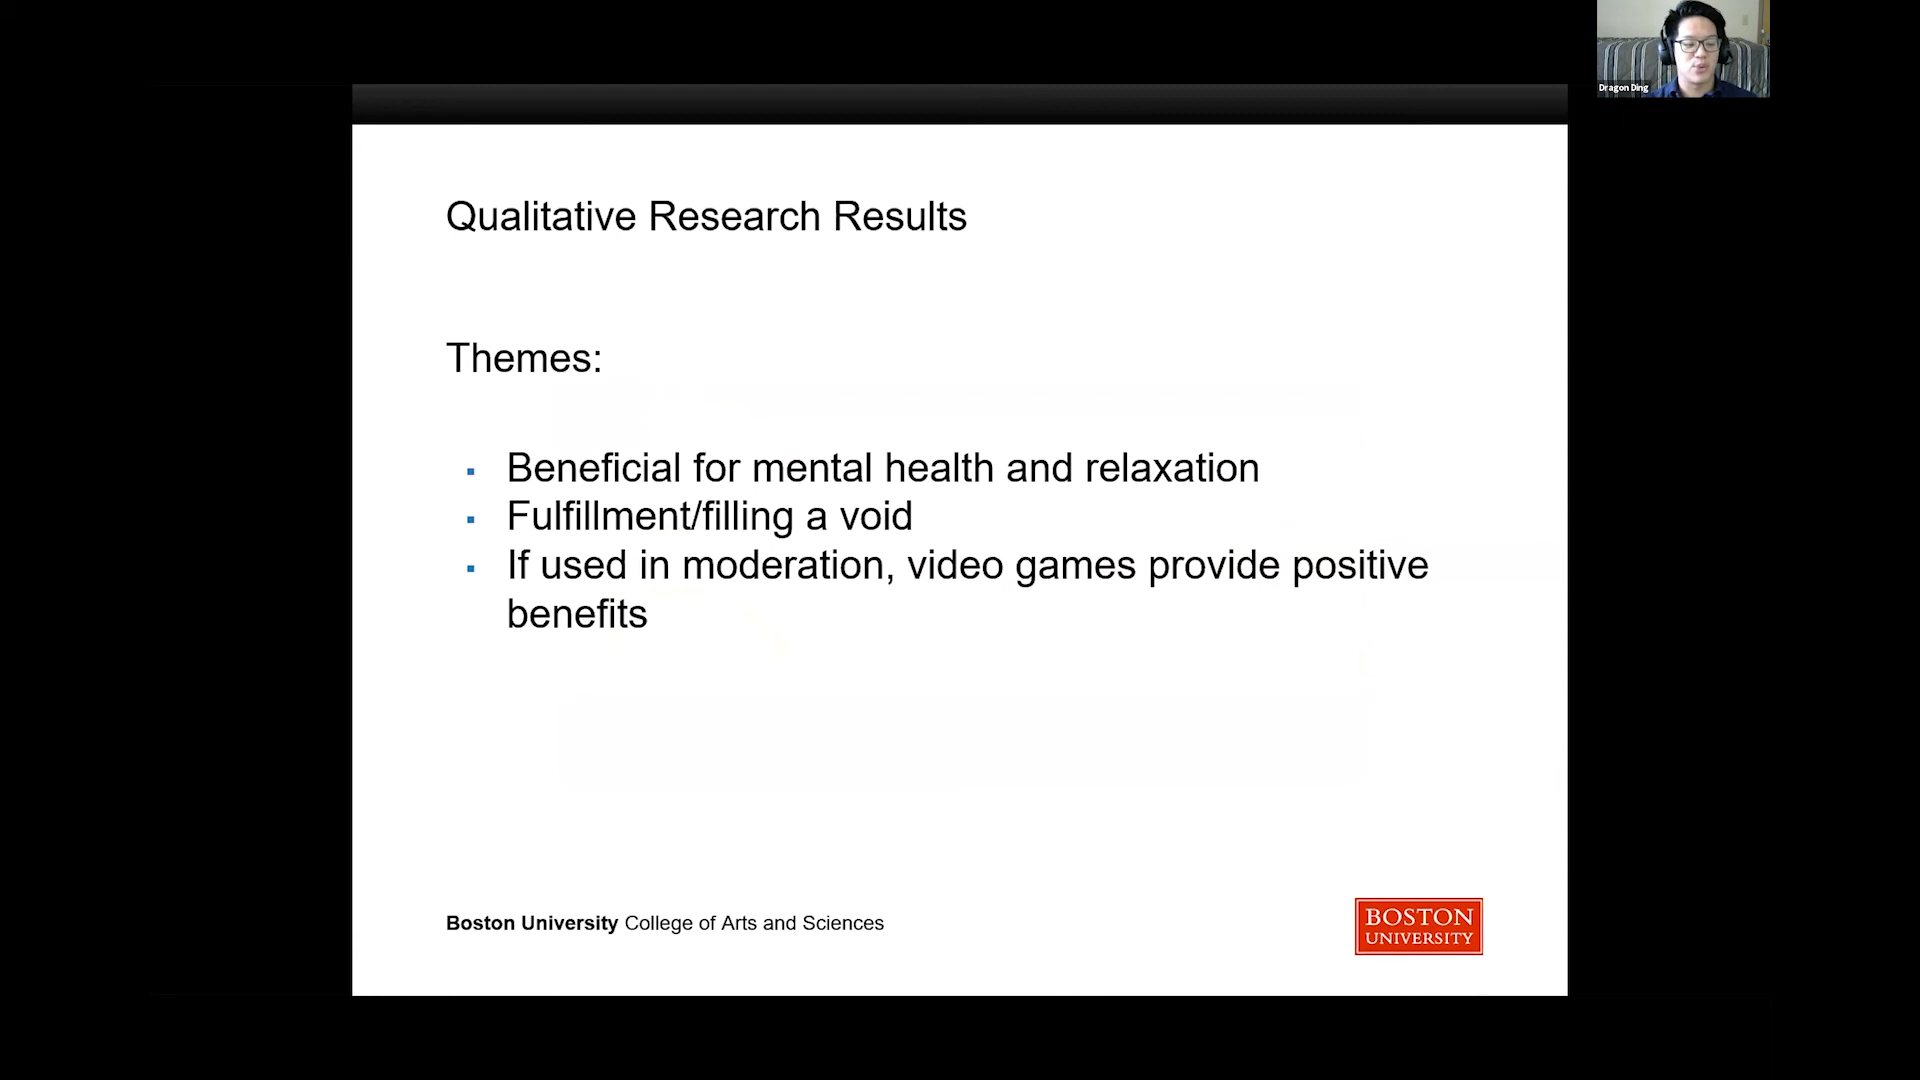 Dragon Ding
Qualitative Research Results
Themes:
▪ Beneficial for mental health and relaxation
▪ Fulfillment/filling a void
▪ If used in moderation, video games provide positive
benefits
Boston University College of Arts and Sciences
BOSTON
UNIVERSITY